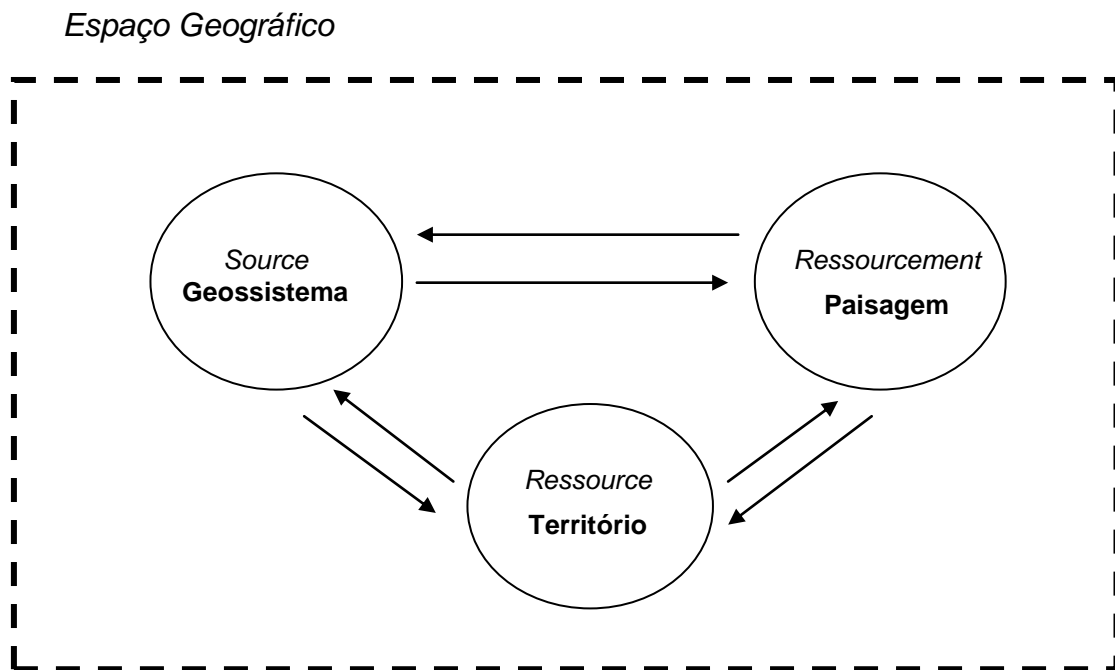 Espaço Geográfico
Source
Geossistema
Ressourcement
Paisagem
Ressource
Território